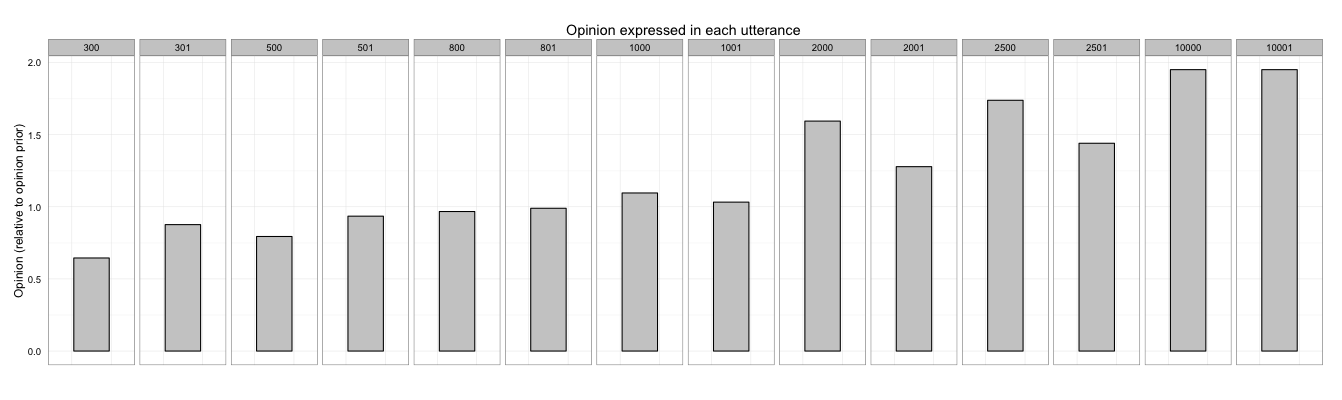 Opinion expressed in each utterance
300 301 500 501 800 801 1000 1001 2000 2001 2500 2501 10000 10001
Opinion (relative to opinion prior)
2.0
1.5
1.0
0.5
0.0